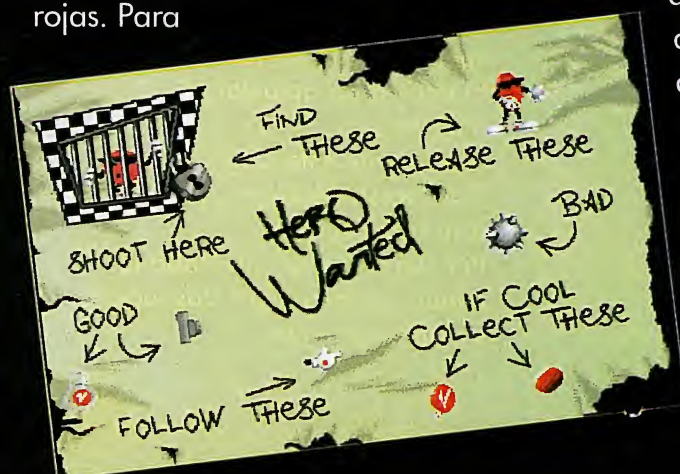 rojas. Para
FIND
THESE
RELEASE THESE
SHOOT HERE
HERO
Wanted
BAD
GOOD
IF COOL
COLLECT THESE
FOLLOW THESE